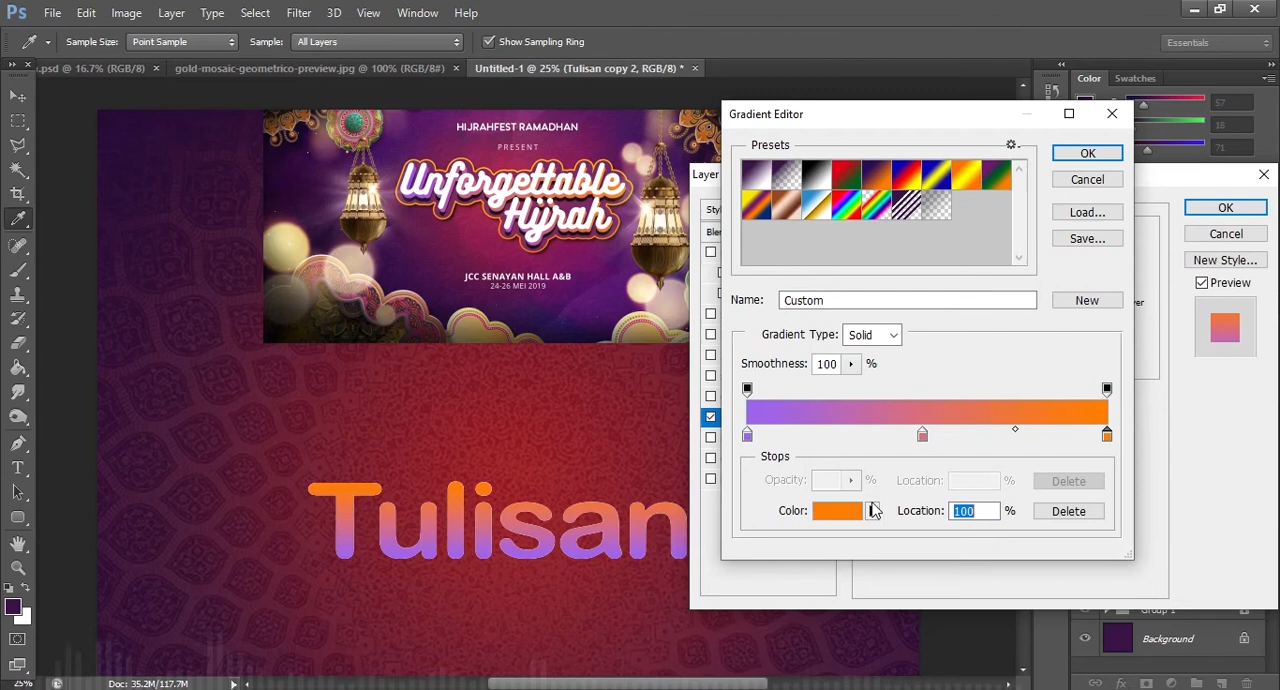 Ps File Edit Image Layer Type Select Filter 3D View Window Help
Sample Size: Point Sample Sample: All Layers Show Sampling Ring Essentials
.psd @ 16.7% (RGB/8) × gold-mosaic-geometrico-preview.jpg @ 100% (RGB/8#) × Untitled-1 @ 25% (Tulisan copy 2, RGB/8) * ×
Color Swatches
57
18
71
HIJRAHFEST RAMADHAN
PRESENT
Unforgettable
Hijrah
JCC SENAYAN HALL A&B
24-26 MEI 2019
Tulisan
Gradient Editor
Presets
OK
Cancel
Load...
Save...
Name: Custom New
Gradient Type: Solid
Smoothness: 100 %
Stops
Opacity: % Location: % Delete
Color: Location: 100 % Delete
Layer
OK
Cancel
New Style...
Preview
Group 1
Background
25% Doc: 35.2M/117.7M